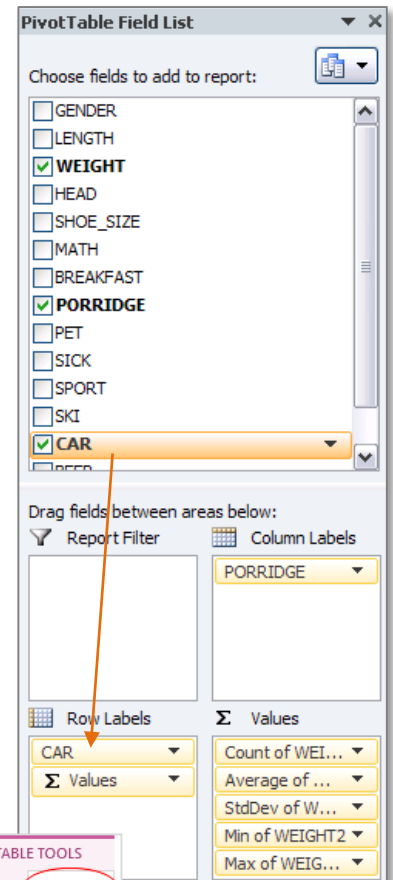 PivotTable Field List
Choose fields to add to report:
GENDER
LENGTH
WEIGHT
HEAD
SHOE_SIZE
MATH
BREAKFAST
PORRIDGE
PET
SICK
SPORT
SKI
CAR
Drag fields between areas below:
Report Filter
Column Labels
PORRIDGE
Row Labels
Σ Values
CAR
Σ Values
Count of WEI...
Average of ...
StdDev of W...
Min of WEIGHT2
Max of WEIG...
TABLE TOOLS